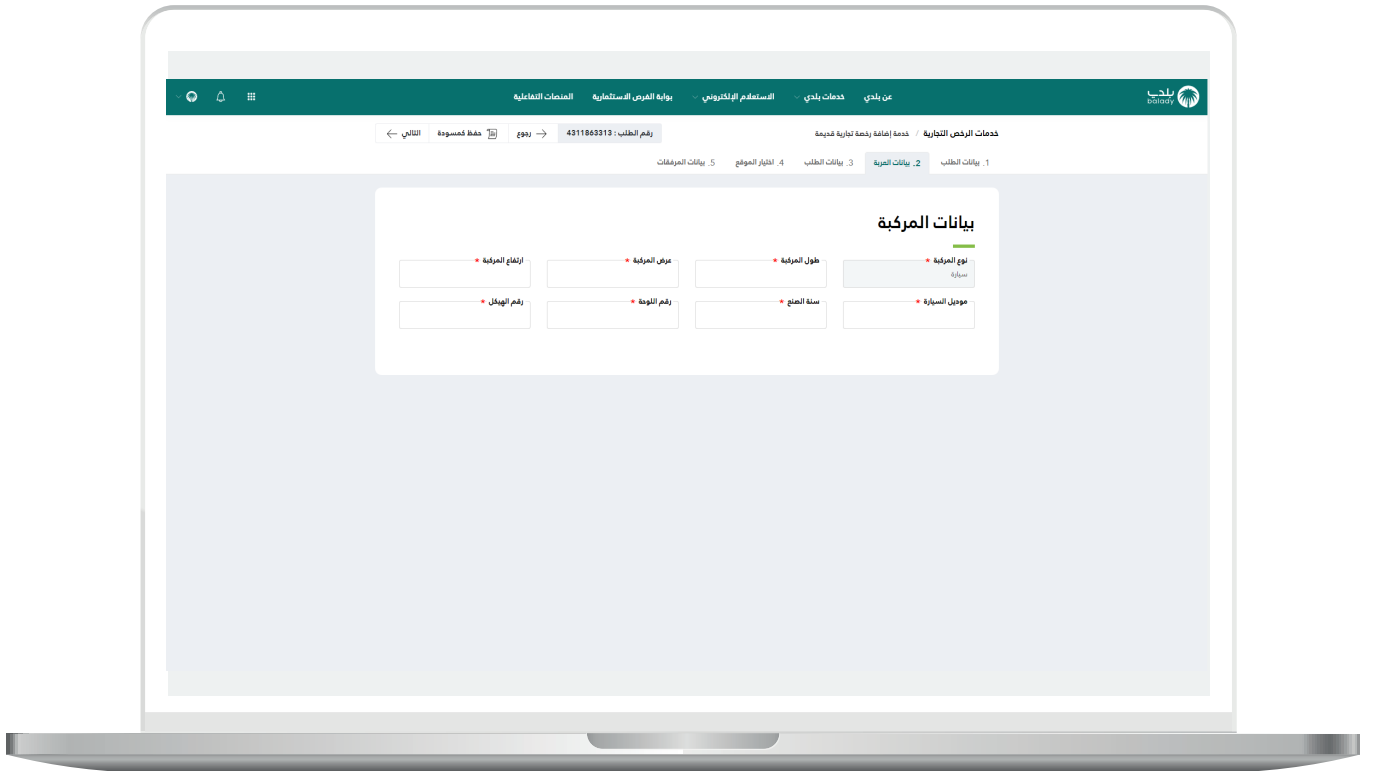 بلدي
balady
عن بلدي خدمات بلدي الاستعلام الإلكتروني بوابة الفرص الاستثمارية المنصات التفاعلية
خدمات الرخص التجارية / خدمة إضافة رخصة تجارية قديمة
رقم الطلب : 4311863313 رجوع حفظ كمسودة التالي
1. بيانات الطلب 2. بيانات العربة 3. بيانات الطلب 4. اختيار الموقع 5. بيانات المرفقات
بيانات المركبة
نوع المركبة * طول المركبة * عرض المركبة * ارتفاع المركبة *
سيارة
موديل السيارة * سنة الصنع * رقم اللوحة * رقم الهيكل *